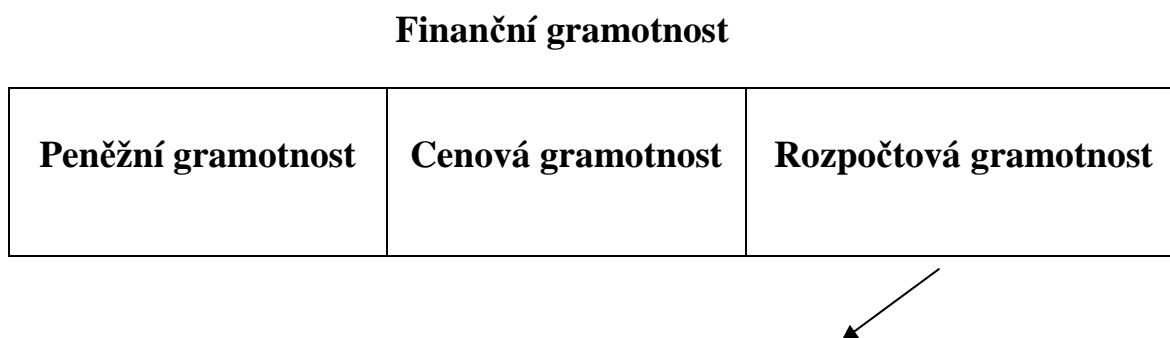 Finanční gramotnost
Peněžní gramotnost
Cenová gramotnost
Rozpočtová gramotnost